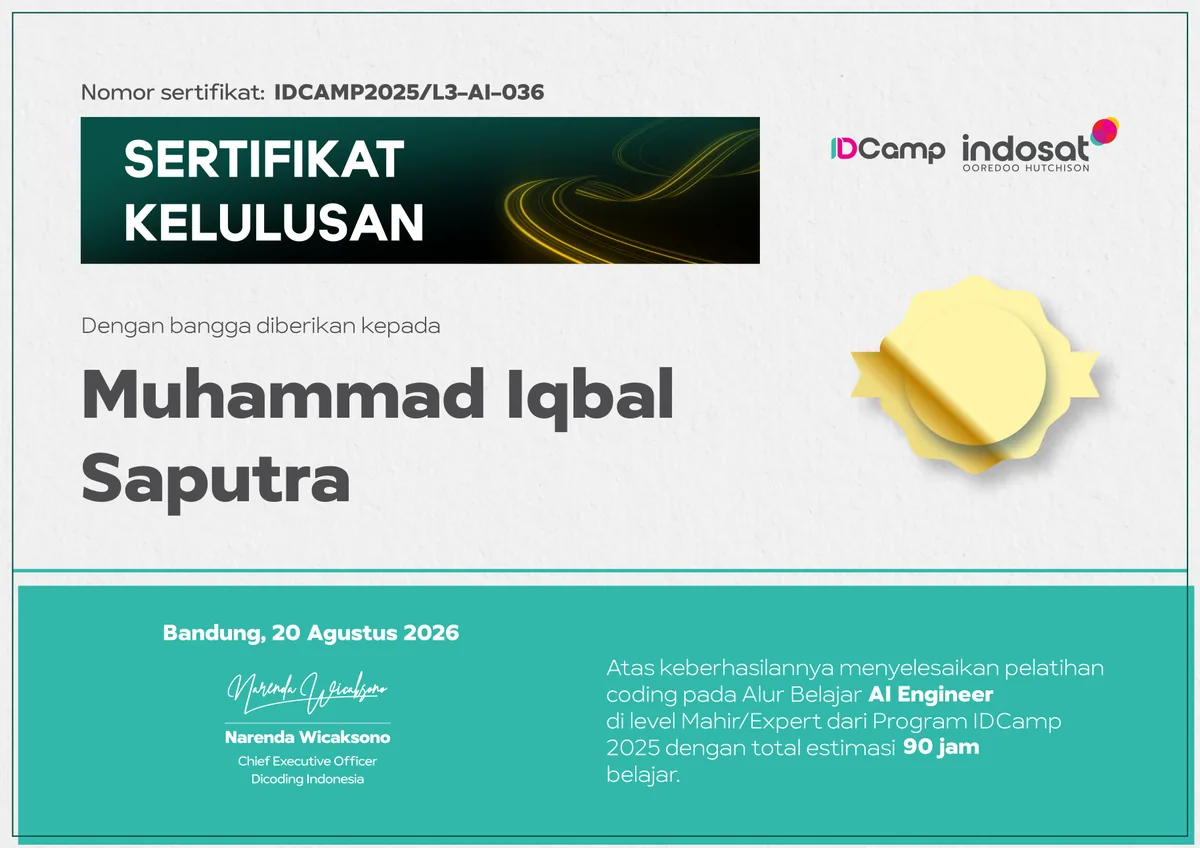 Nomor sertifikat: IDCAMP2025/L3-AI-036
SERTIFIKAT
KELULUSAN
IDCamp
indosat
OOREDOO HUTCHISON
Dengan bangga diberikan kepada
Muhammad Iqbal
Saputra
Bandung, 20 Agustus 2026
Narenda Wicaksono
Narenda Wicaksono
Chief Executive Officer
Dicoding Indonesia
Atas keberhasilannya menyelesaikan pelatihan
coding pada Alur Belajar AI Engineer
di level Mahir/Expert dari Program IDCamp
2025 dengan total estimasi 90 jam
belajar.